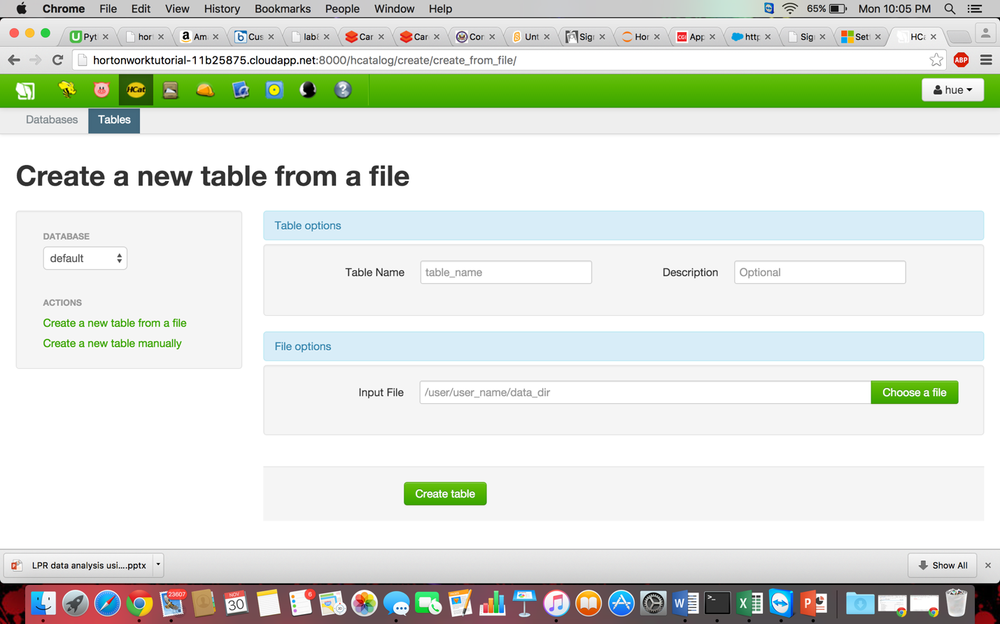 Chrome File Edit View History Bookmarks People Window Help 65% Mon 10:05 PM
Pyt hor Am Cus lab8 Car Car Cor Unt Sign Hor App http Sign Set HCa
hortonworktutorial-11b25875.cloudapp.net:8000/hcatalog/create/create_from_file/ ABP
HCat hue
Databases Tables
Create a new table from a file
DATABASE
default
ACTIONS
Create a new table from a file
Create a new table manually
Table options
Table Name table_name Description Optional
File options
Input File /user/user_name/data_dir Choose a file
Create table
LPR data analysis usi....pptx Show All
23607 NOV 30 6